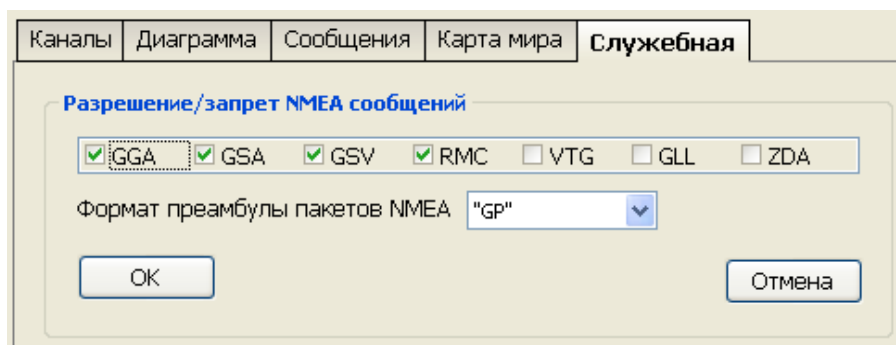 Каналы Диаграмма Сообщения Карта мира Служебная
Разрешение/запрет NMEA сообщений
GGA GSA GSV RMC VTG GLL ZDA
Формат преамбулы пакетов NMEA "GP"
OK Отмена